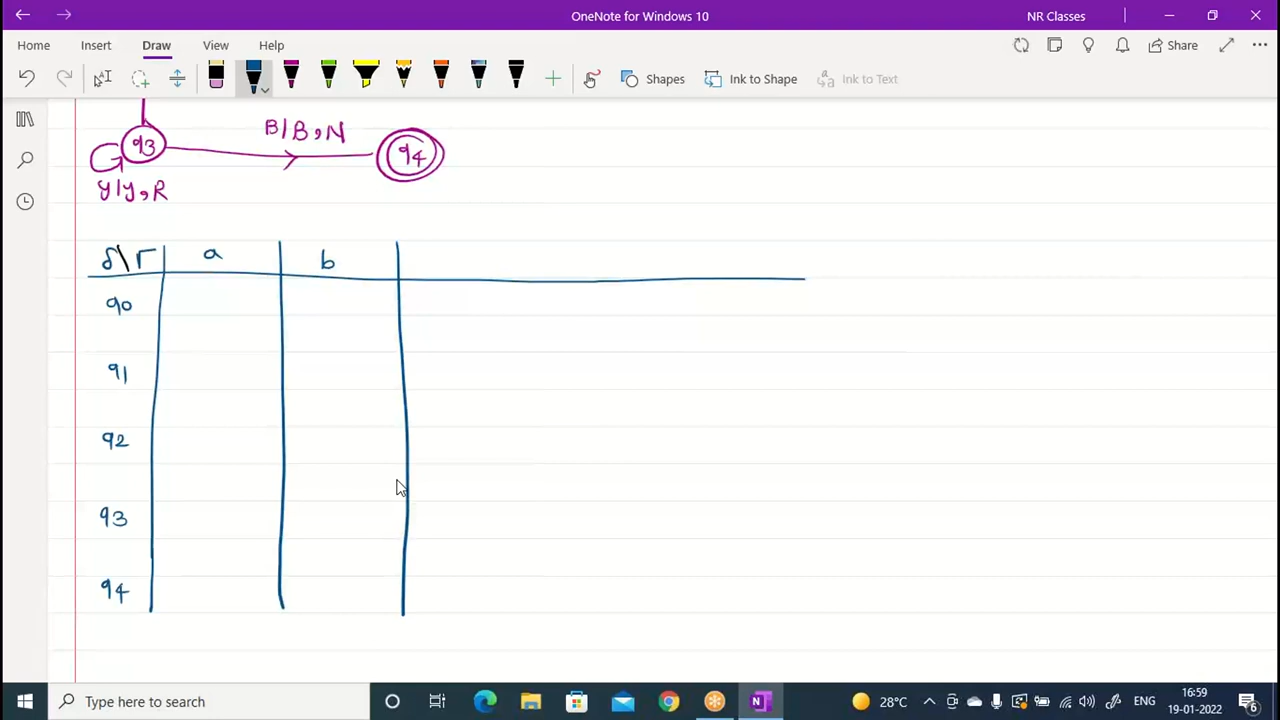 OneNote for Windows 10
NR Classes
Home Insert Draw View Help
Share
Shapes Ink to Shape Ink to Text
B/B,N
q3 q4
y/y,R
δ\Γ a b
q0
q1
q2
q3
q4
Type here to search
28°C
ENG
16:59
19-01-2022
6